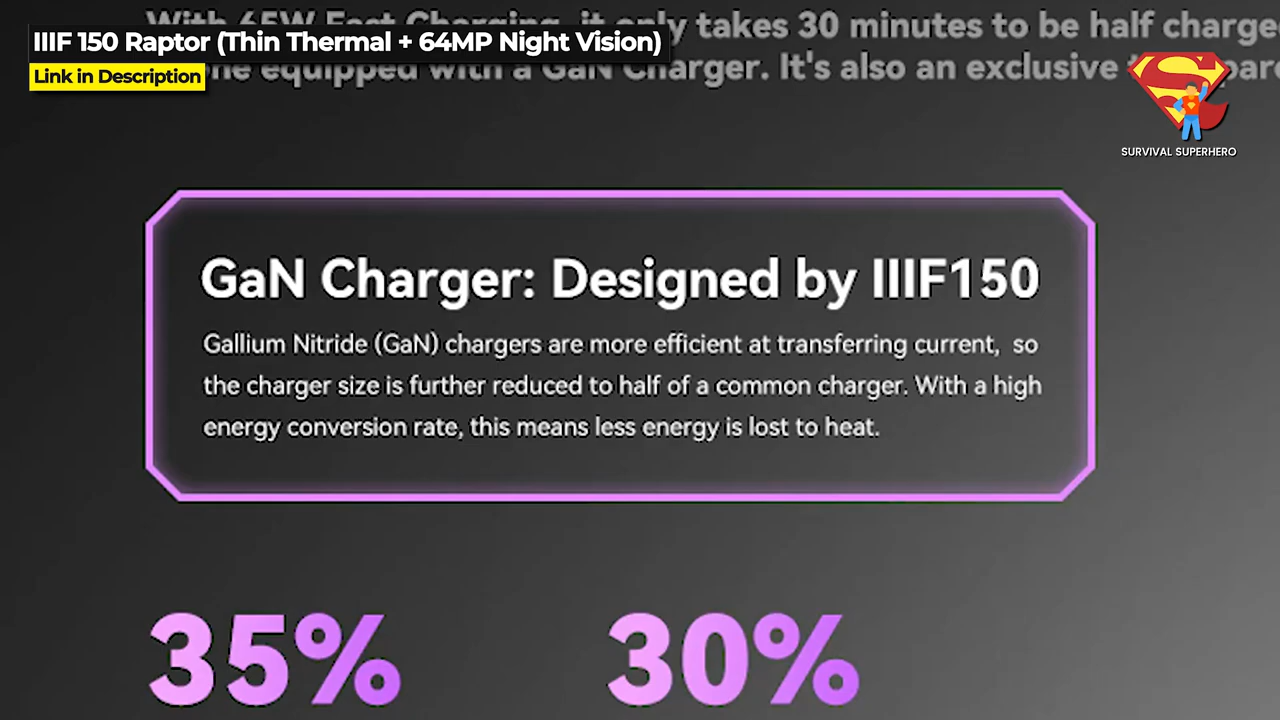 With 65W Fast Charging, it only takes 30 minutes to be half charge
IIIF 150 Raptor (Thin Thermal + 64MP Night Vision)
equipped with a GaN Charger. It's also an exclusive
Link in Description
SURVIVAL SUPERHERO
GaN Charger: Designed by IIIF150
Gallium Nitride (GaN) chargers are more efficient at transferring current, so
the charger size is further reduced to half of a common charger. With a high
energy conversion rate, this means less energy is lost to heat.
35% 30%